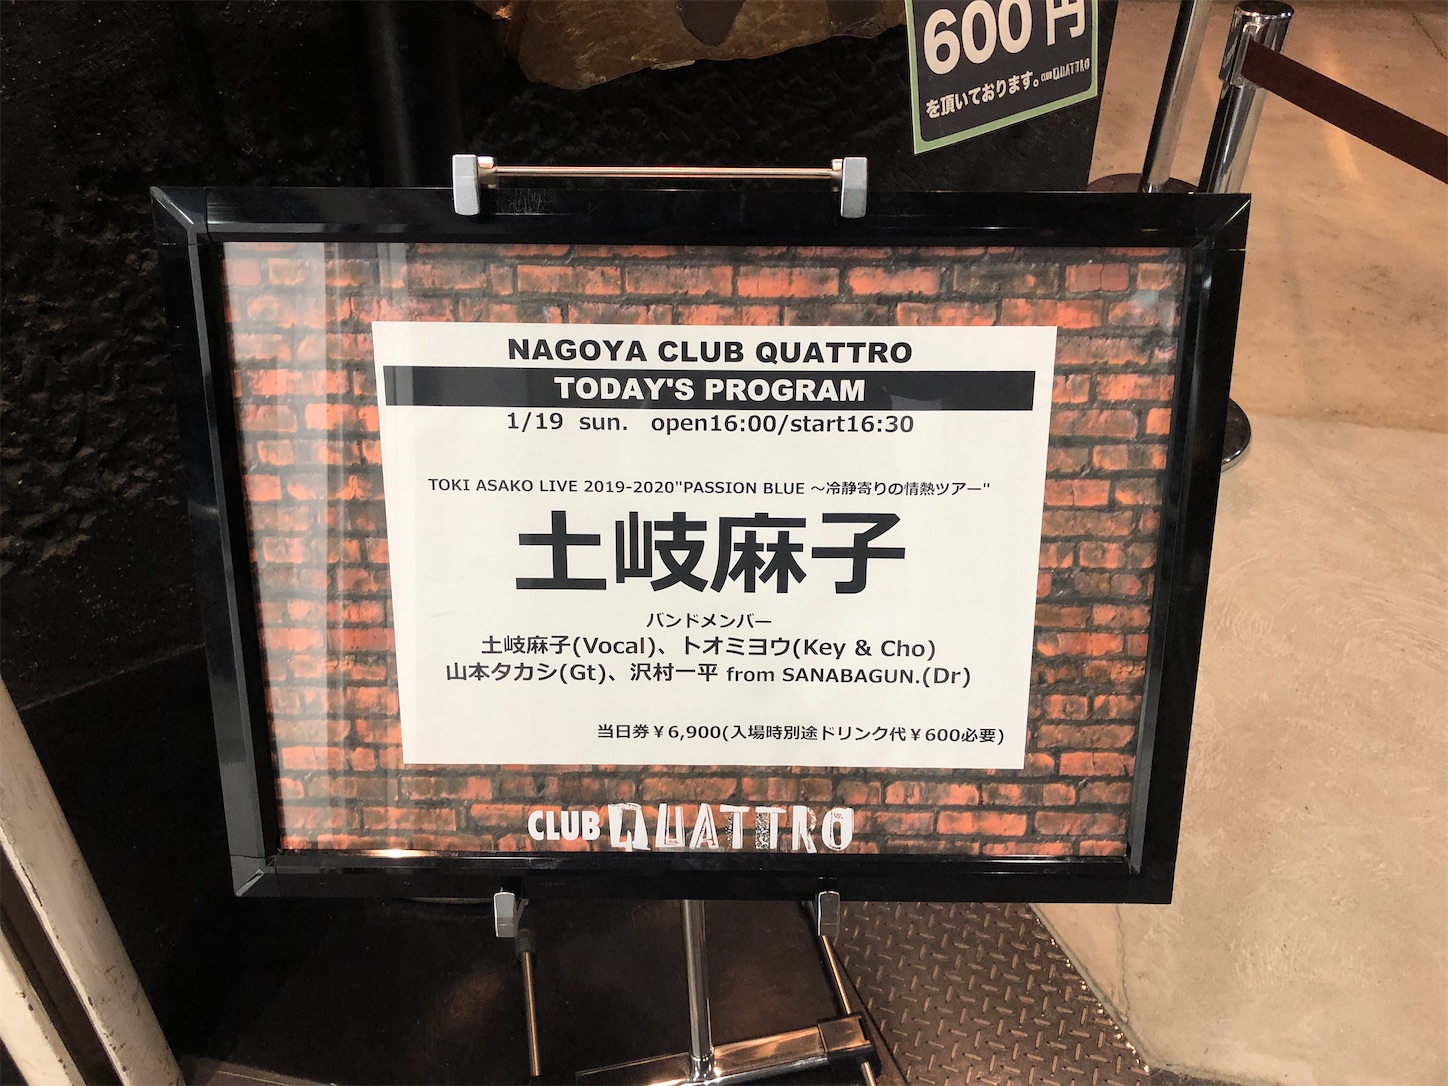 600円
を頂いております。CLUB QUATTRO
NAGOYA CLUB QUATTRO
TODAY'S PROGRAM
1/19 sun. open16:00/start16:30
TOKI ASAKO LIVE 2019-2020"PASSION BLUE ～冷静寄りの情熱ツアー"
土岐麻子
バンドメンバー
土岐麻子(Vocal)、トオミヨウ(Key & Cho)
山本タカシ(Gt)、沢村一平 from SANABAGUN.(Dr)
当日券￥6,900(入場時別途ドリンク代￥600必要)
CLUB QUATTRO